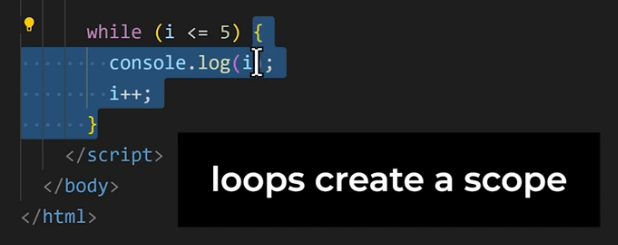 while (i <= 5) {
console.log(i);
i++;
}
</script>
</body>
</html>
loops create a scope